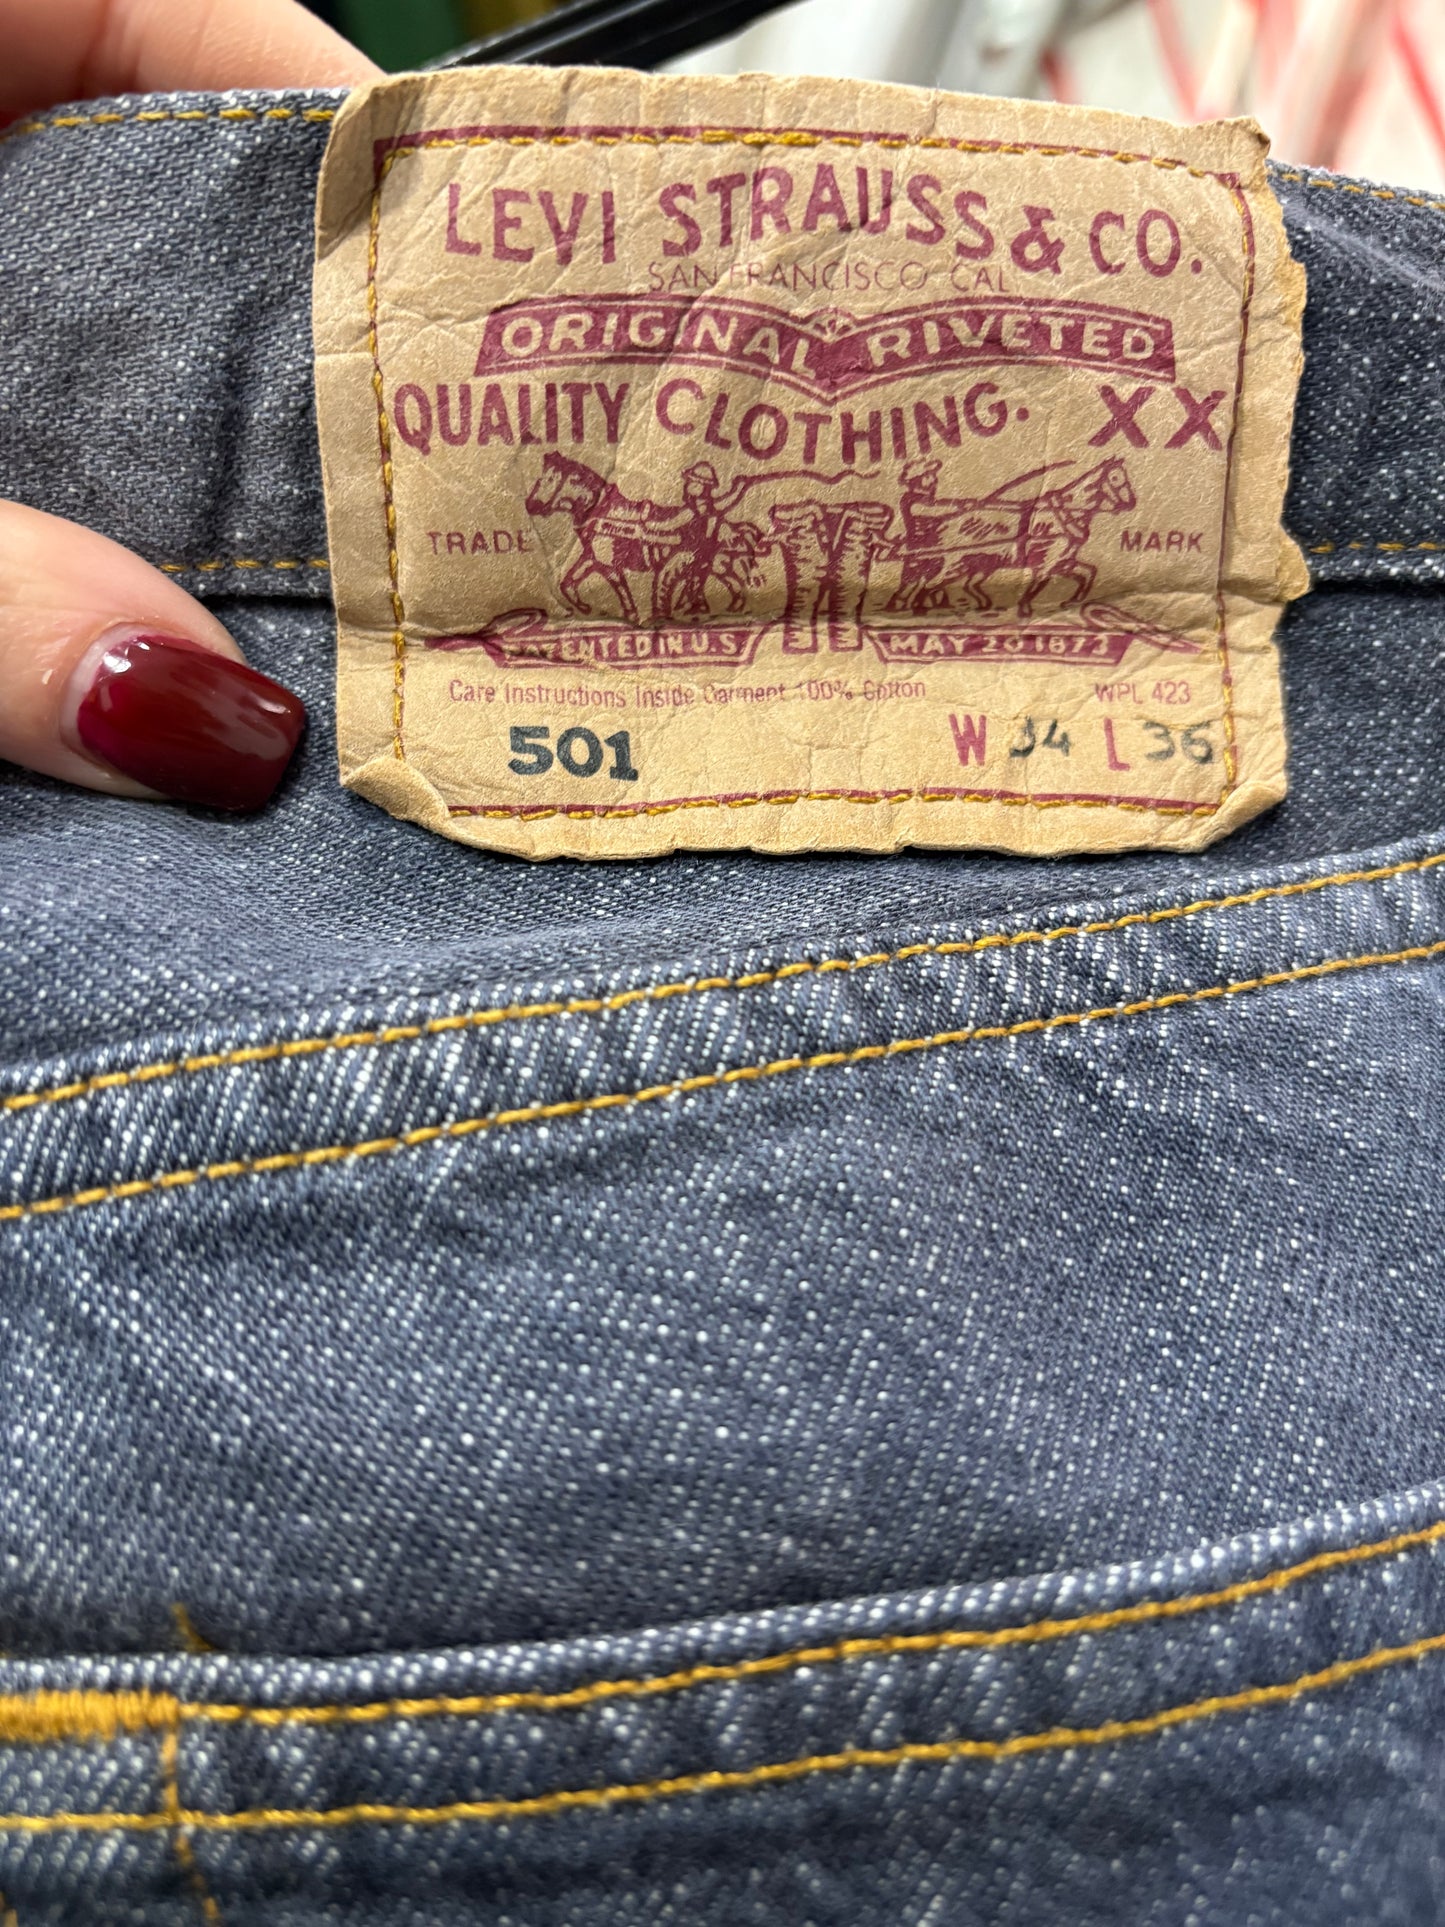 LEVI STRAUSS & CO.
SAN FRANCISCO CAL
ORIGINAL RIVETED
QUALITY CLOTHING. XX
TRADE MARK
PATENTED IN U.S MAY 20 1873
Care Instructions Inside Garment 100% Cotton WPL 423
501 W 34 L 36